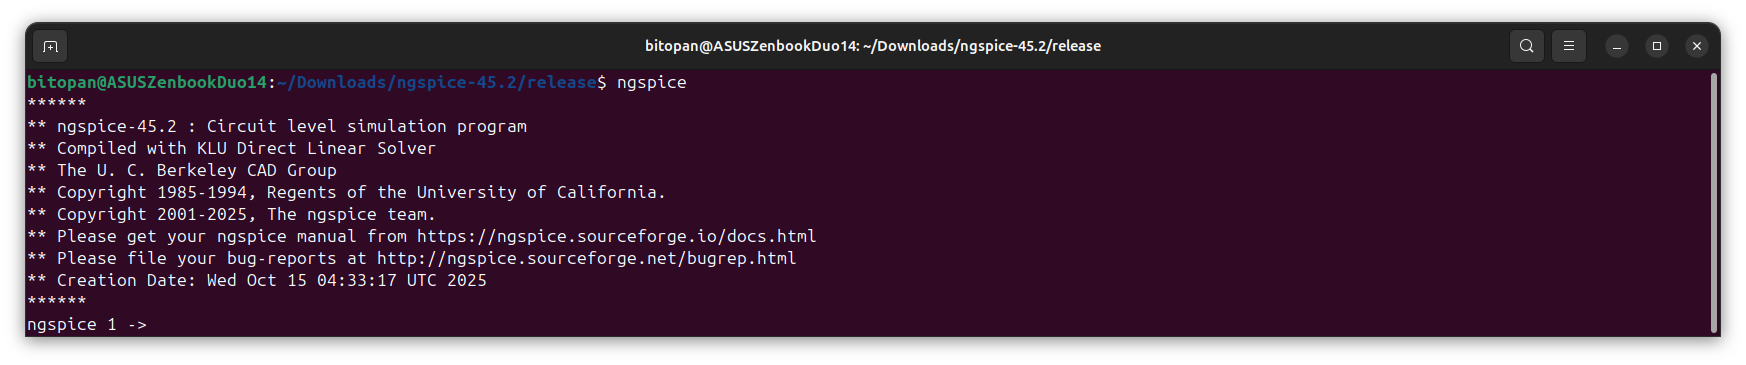 bitopan@ASUSZenbookDuo14: ~/Downloads/ngspice-45.2/release
bitopan@ASUSZenbookDuo14:~/Downloads/ngspice-45.2/release$ ngspice
******
** ngspice-45.2 : Circuit level simulation program
** Compiled with KLU Direct Linear Solver
** The U. C. Berkeley CAD Group
** Copyright 1985-1994, Regents of the University of California.
** Copyright 2001-2025, The ngspice team.
** Please get your ngspice manual from https://ngspice.sourceforge.io/docs.html
** Please file your bug-reports at http://ngspice.sourceforge.net/bugrep.html
** Creation Date: Wed Oct 15 04:33:17 UTC 2025
******
ngspice 1 ->